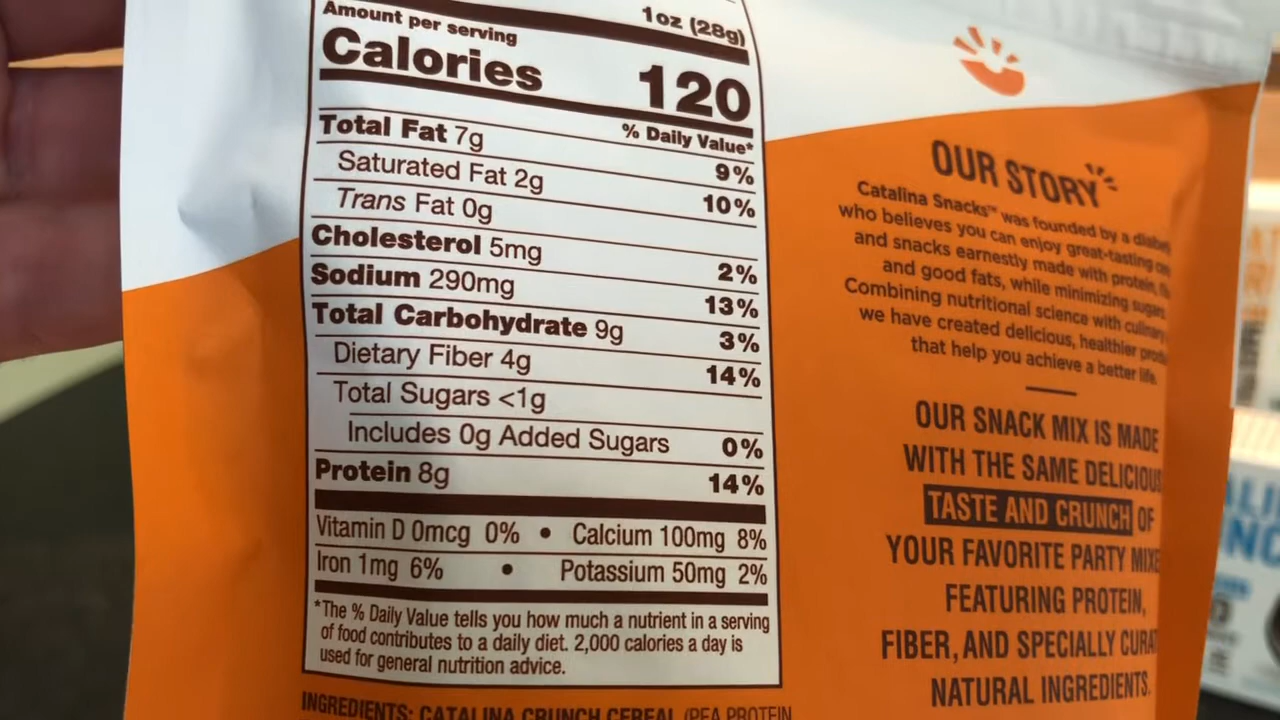 1oz (28g)
Amount per serving
Calories 120
% Daily Value*
Total Fat 7g 9%
Saturated Fat 2g 10%
Trans Fat 0g
Cholesterol 5mg 2%
Sodium 290mg 13%
Total Carbohydrate 9g 3%
Dietary Fiber 4g 14%
Total Sugars <1g
Includes 0g Added Sugars 0%
Protein 8g 14%
Vitamin D 0mcg 0% • Calcium 100mg 8%
Iron 1mg 6% • Potassium 50mg 2%
*The % Daily Value tells you how much a nutrient in a serving
of food contributes to a daily diet. 2,000 calories a day is
used for general nutrition advice.
INGREDIENTS: CATALINA CRUNCH CEREAL (PEA PROTEIN
OUR STORY
Catalina Snacks™ was founded by a
who believes you can enjoy great-tasting
and snacks earnestly made with protein,
and good fats, while minimizing sugars.
Combining nutritional science with
we have created delicious, healthier
that help you achieve a better life.
OUR SNACK MIX IS MADE
WITH THE SAME DELICIOUS
TASTE AND CRUNCH OF
YOUR FAVORITE PARTY
FEATURING PROTEIN,
FIBER, AND SPECIALLY
NATURAL INGREDIENTS.